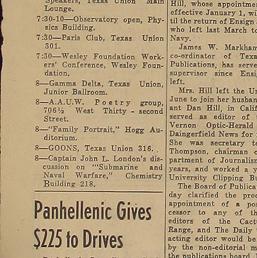 Speakers, Texas Union Main
Lounge.
7:30-10—Observatory open, Phy-
sics Building.
7:30—Paris Club, Texas Union
301.
7:30—Wesley Foundation Work-
ers' Conference, Wesley Foun-
dation.
8—Gamma Delta, Texas Union,
Junior Ballroom.
8—A.A.U.W. Poetry group,
706½ West Thirty - second
Street.
8—"Family Portrait," Hogg Au-
ditorium.
8—GOONS, Texas Union 316.
8—Captain John L. London's dis-
cussion on "Submarine and
Naval Warfare," Chemistry
Building 218.
Panhellenic Gives
$225 to Drives
Hill, whose appointment
effective January 1, wi
til the return of Ensign
who left last March to
Navy.
James W. Markham
co-ordinator of Texas
Publications, has served
supervisor since Ensi
left.
Mrs. Hill left the Uni
June to join her husban
ant Dan Hill, in Calif
served as editor of
Vernon Optic-Herald
Daingerfield News for
She was secretary to
Thompson, chairman o
partment of Journalism
years, and worked a y
University Clipping Bu
The Board of Publica
day clarified the proc
appointment of a po
cessor to any of th
editors of the Cactu
Range, and The Daily
acting editor would be
by the non-editorial m
the publications board